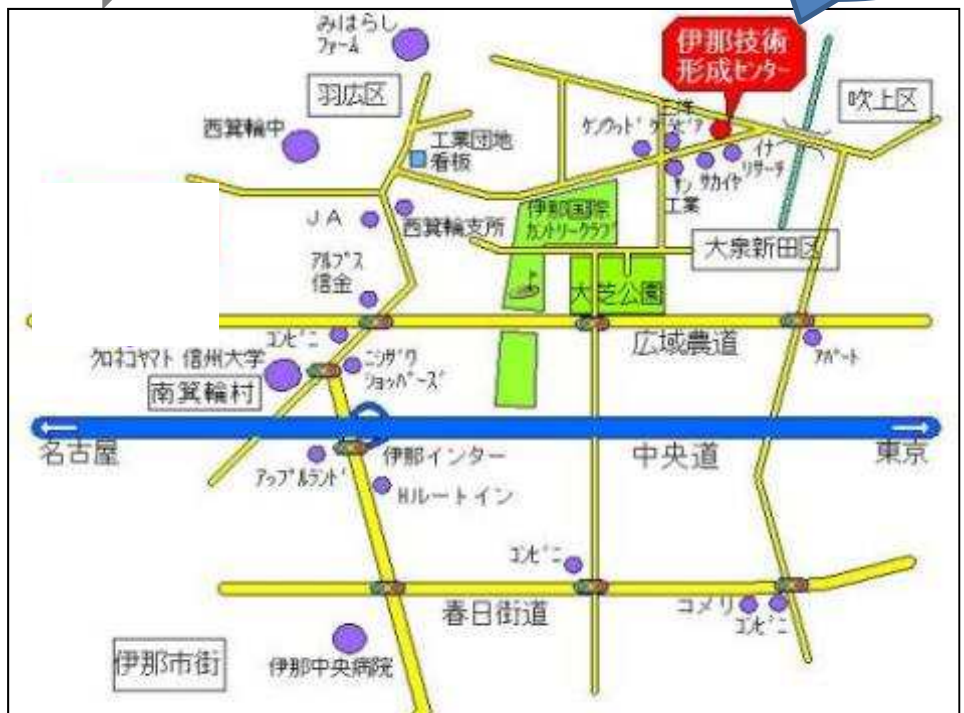 みはらし
ファーム
伊那技術
形成センター
羽広区
吹上区
西箕輪中
工業団地
看板
ケンウッド
三洋
グラビア
イナ
リサーチ
サカイヤ
サン
工業
JA
西箕輪支所
伊那国際
カントリークラブ
大泉新田区
アルプス
信金
大芝公園
コンビニ
広域農道
アパート
クロネコヤマト 信州大学
ニシザワ
ショッパーズ
南箕輪村
名古屋
中央道
東京
アップルランド
伊那インター
Hルートイン
コンビニ
春日街道
コメリ
コンビニ
伊那市街
伊那中央病院